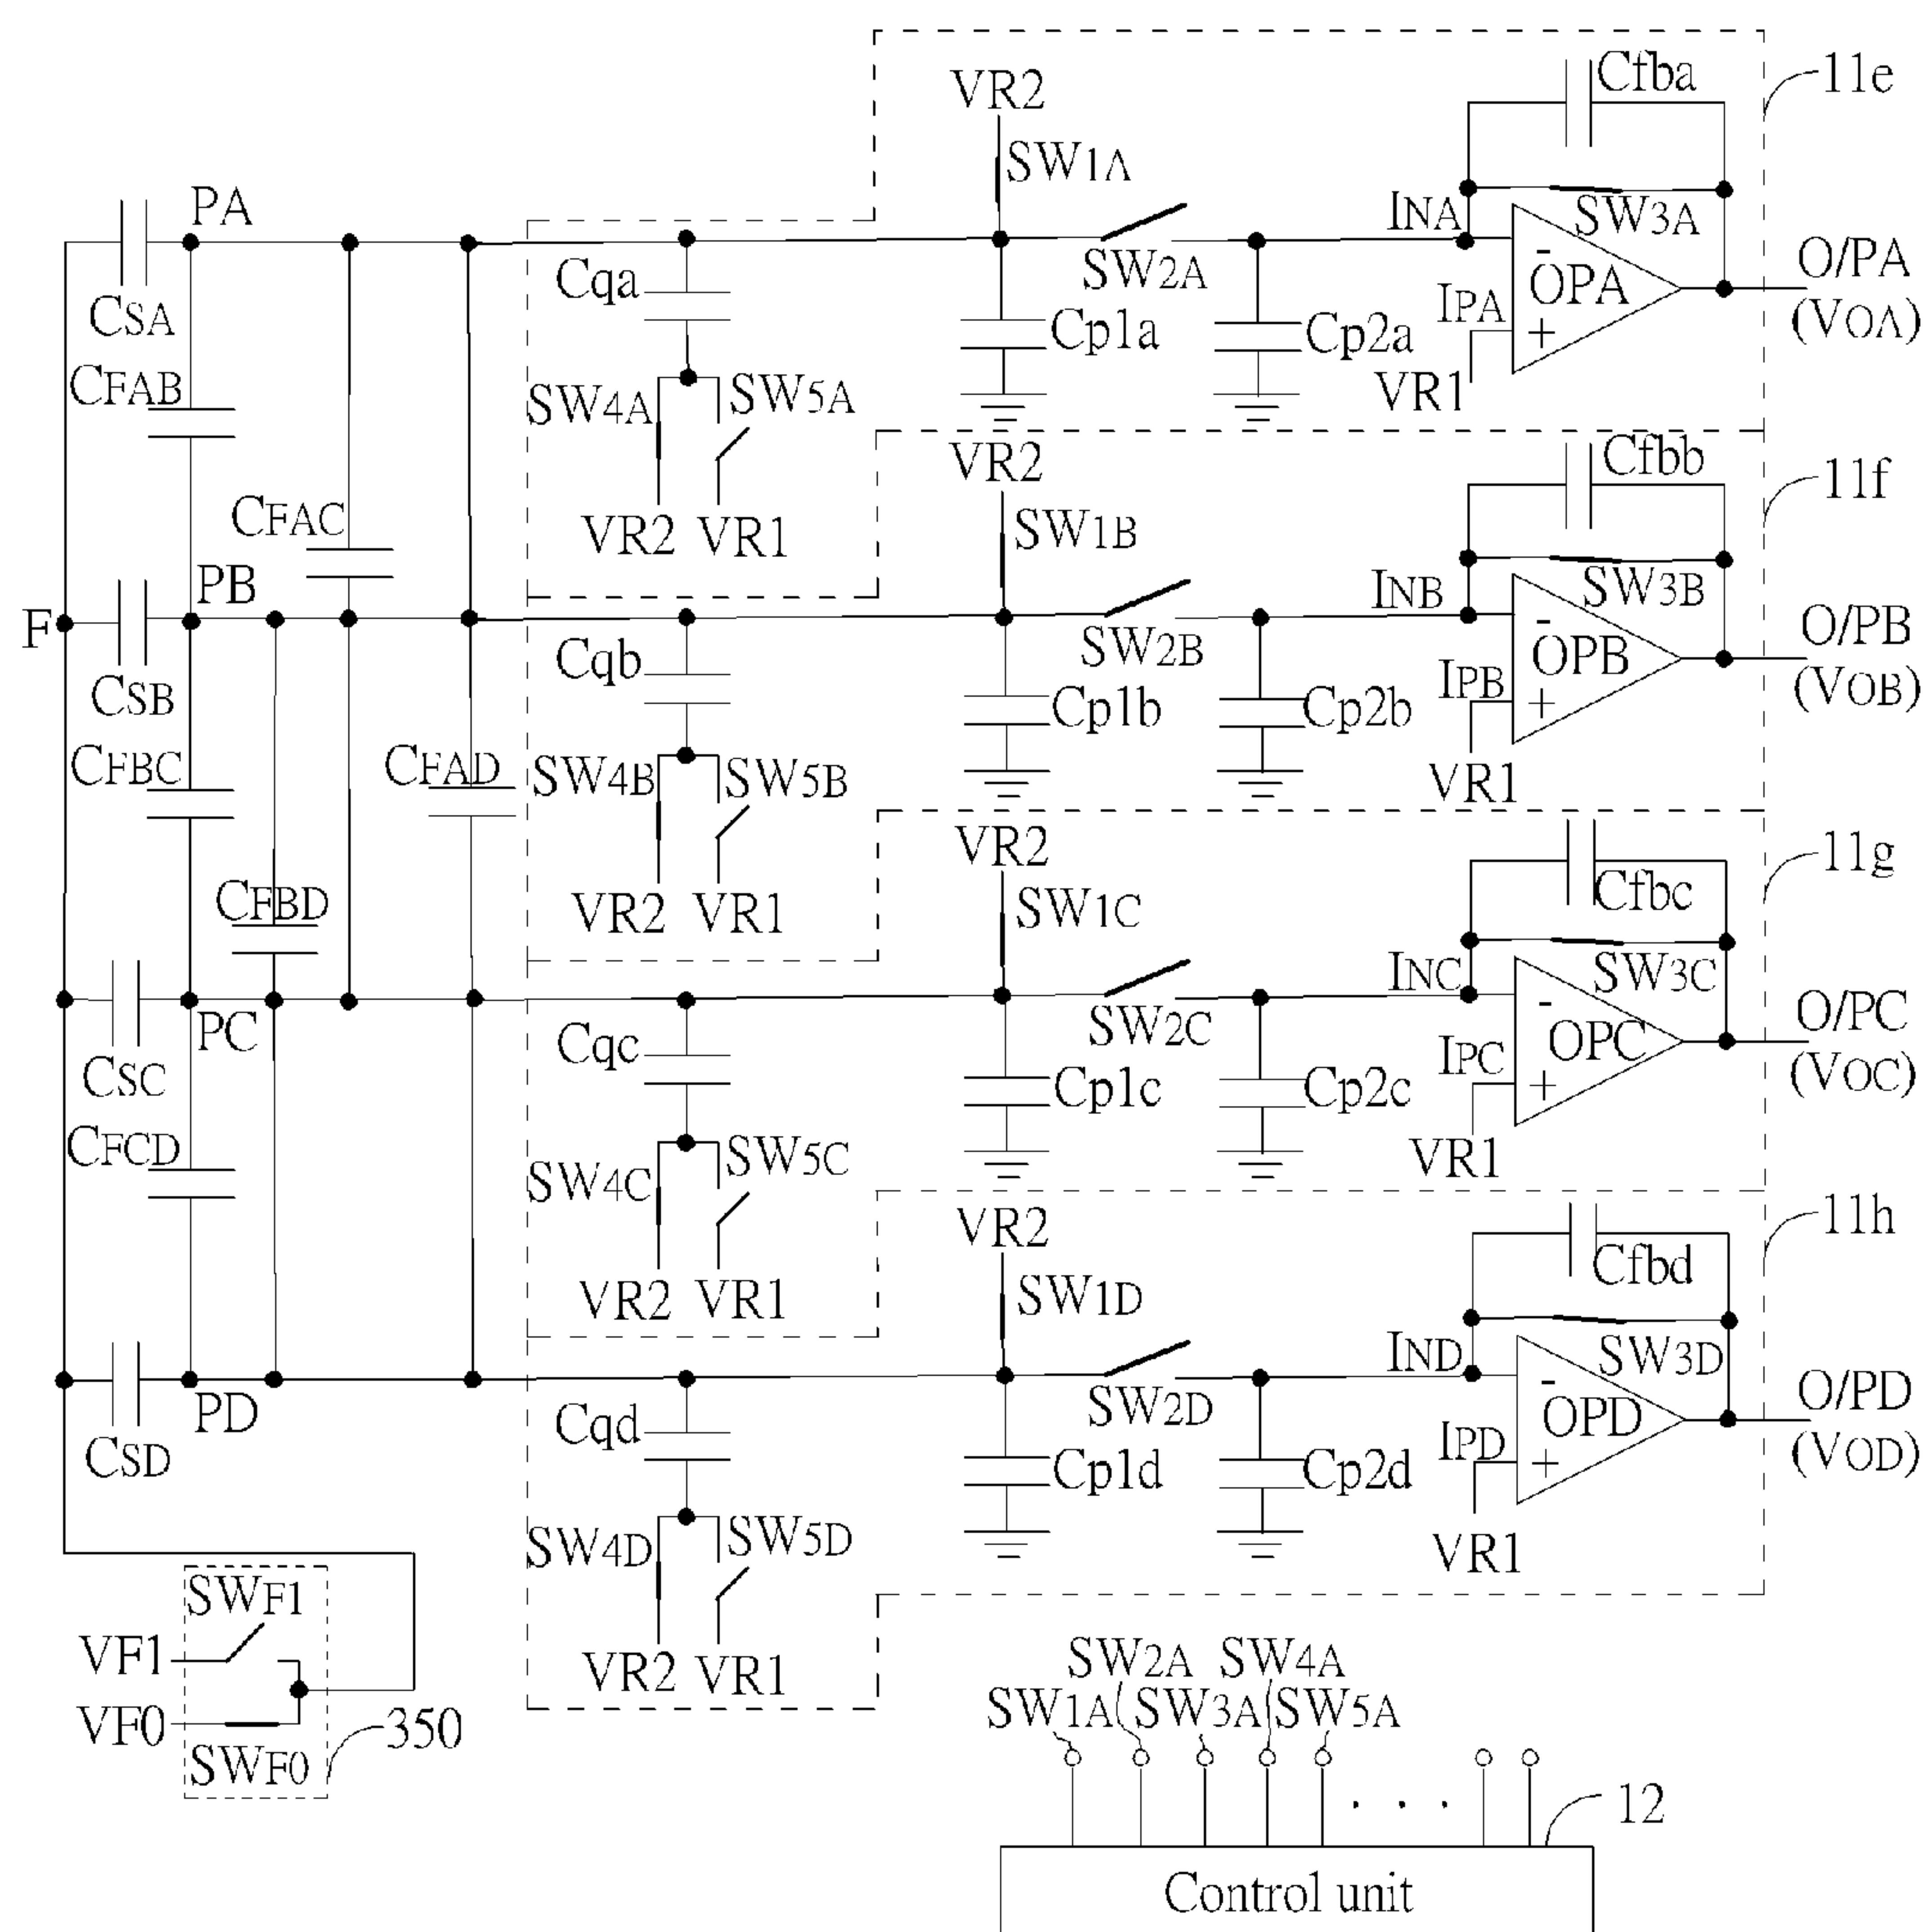 Cfba
11e
VR2
SW1A
PA
INA
SW3A
CSA
Cqa
SW2A
-
OPA
O/PA
(VOA)
IPA
+
Cp1a
Cp2a
VR1
CFAB
SW4A
SW5A
VR2
Cfbb
11f
CFAC
VR2 VR1
SW1B
PB
INB
SW3B
F
Cqb
SW2B
-
OPB
O/PB
(VOB)
CSB
IPB
+
Cp1b
Cp2b
CFBC
CFAD
SW4B
SW5B
VR1
VR2
11g
Cfbc
CFBD
VR2 VR1
SW1C
INC
SW3C
PC
Cqc
SW2C
-
OPC
O/PC
(VOC)
CSC
IPC
+
Cp1c
Cp2c
CFCD
SW4C
SW5C
VR1
VR2
11h
Cfbd
VR2 VR1
SW1D
IND
SW3D
PD
Cqd
SW2D
-
OPD
O/PD
(VOD)
CSD
IPD
+
Cp1d
Cp2d
SW4D
SW5D
VR1
SWF1
VF1
VR2 VR1
VF0
350
SWF0
SW2A SW4A
SW1A SW3A SW5A
. . .
12
Control unit